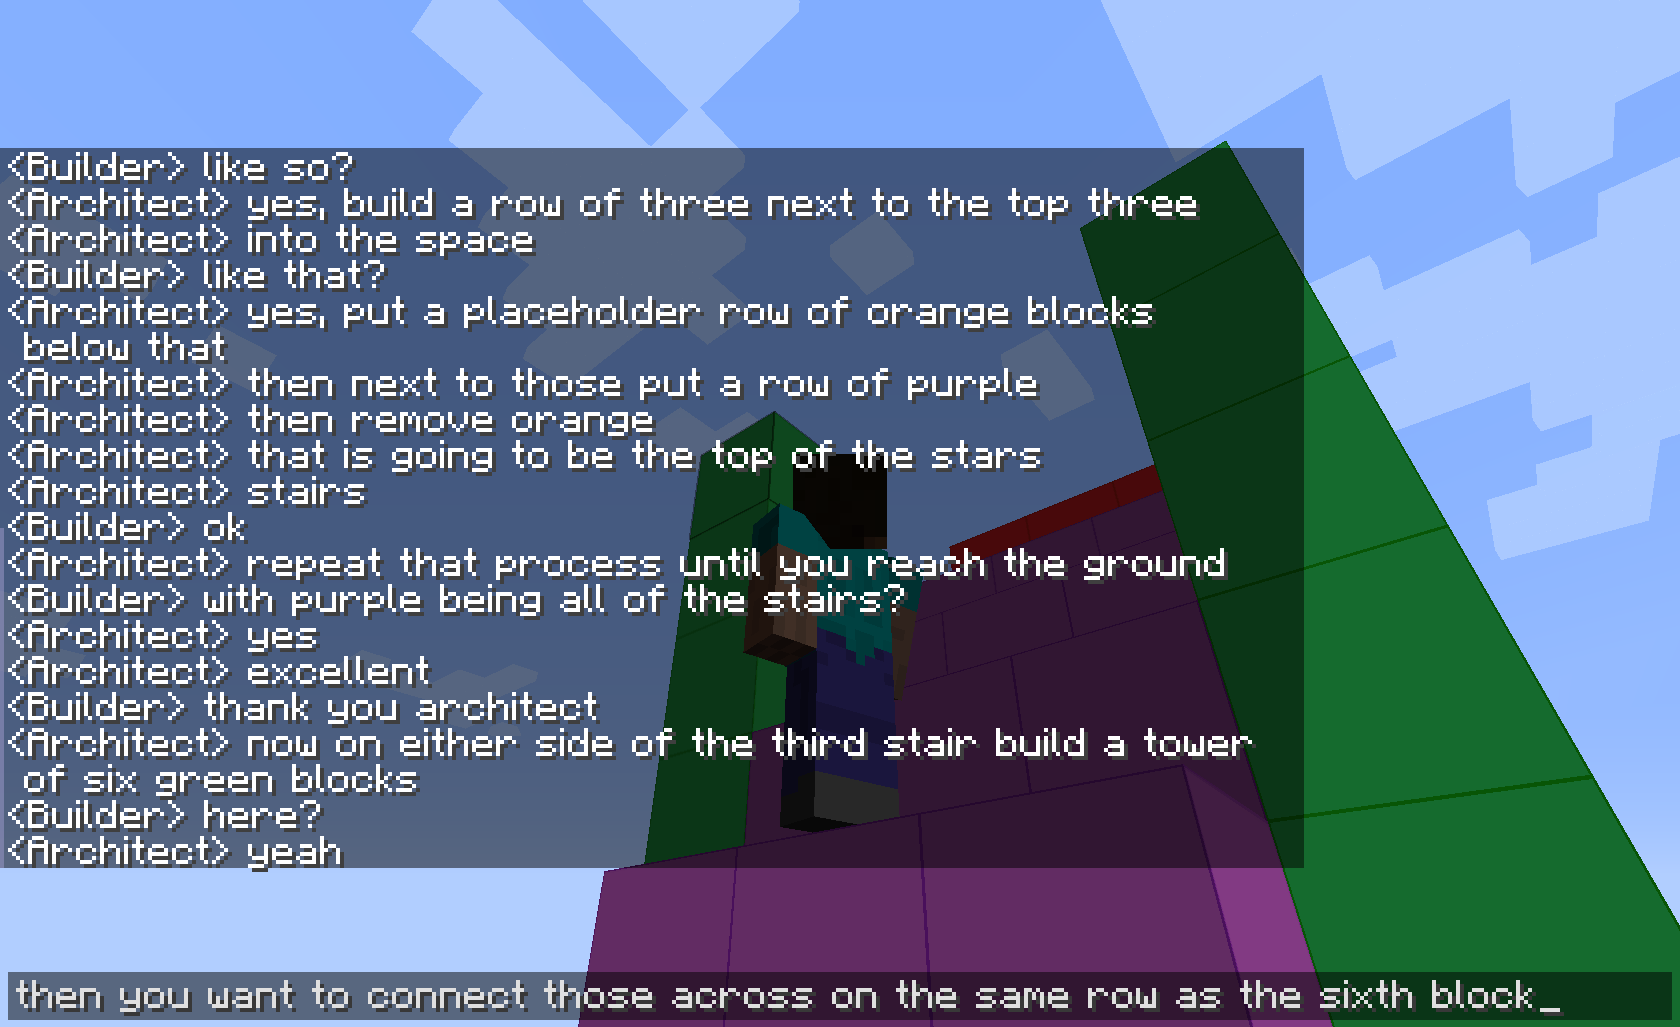 <Builder> like so?
<Architect> yes, build a row of three next to the top three
<Architect> into the space
<Builder> like that?
<Architect> yes, put a placeholder row of orange blocks
below that
<Architect> then next to those put a row of purple
<Architect> then remove orange
<Architect> that is going to be the top of the stars
<Architect> stairs
<Builder> ok
<Architect> repeat that process until you reach the ground
<Builder> with purple being all of the stairs?
<Architect> yes
<Architect> excellent
<Builder> thank you architect
<Architect> now on either side of the third stair build a tower
of six green blocks
<Builder> here?
<Architect> yeah
then you want to connect those across on the same row as the sixth block_